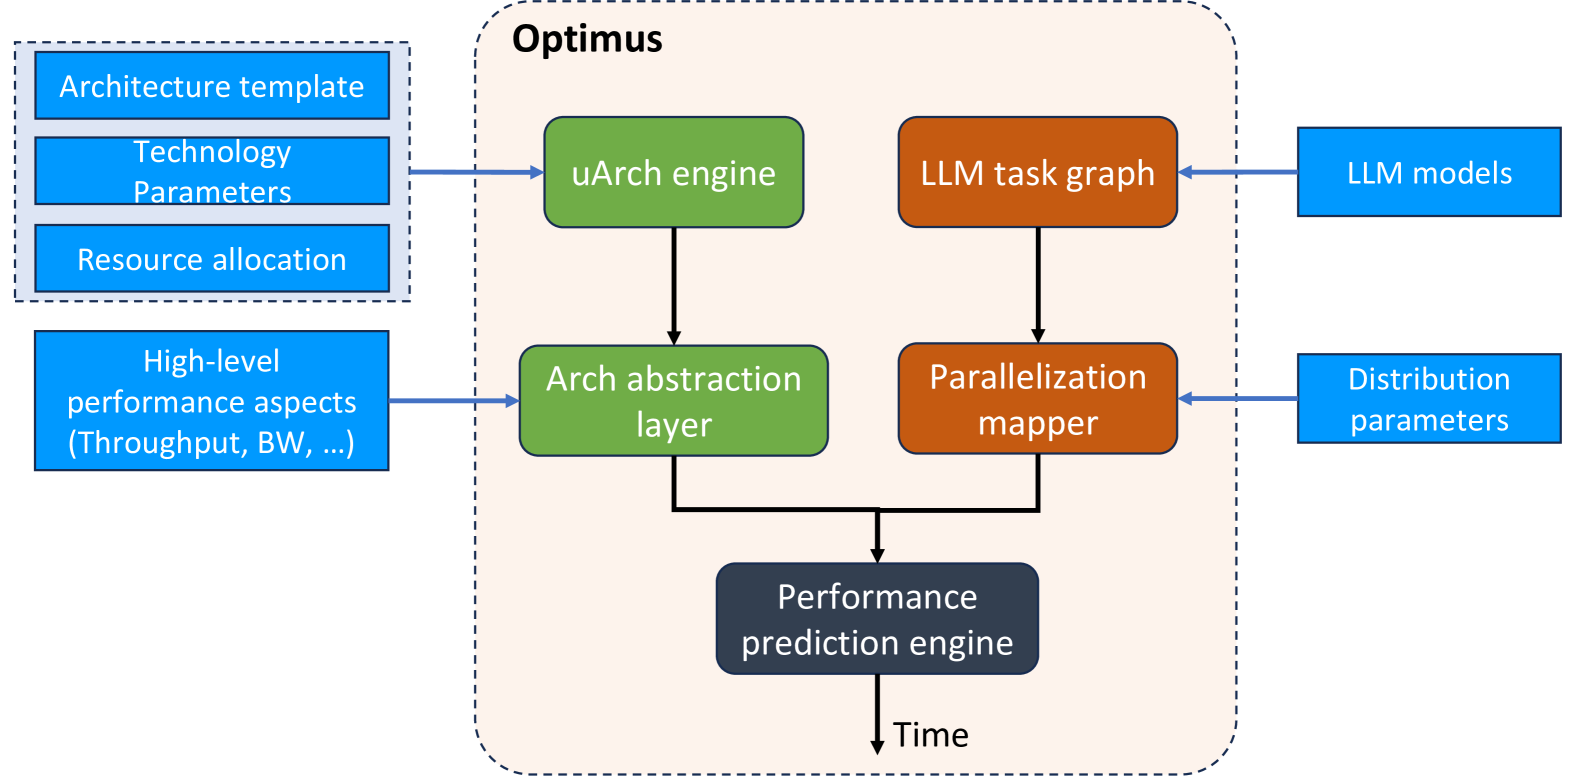 Optimus
Architecture template
Technology
Parameters
Resource allocation
High-level
performance aspects
(Throughput, BW, ...)
uArch engine
LLM task graph
LLM models
Arch abstraction
layer
Parallelization
mapper
Distribution
parameters
Performance
prediction engine
Time